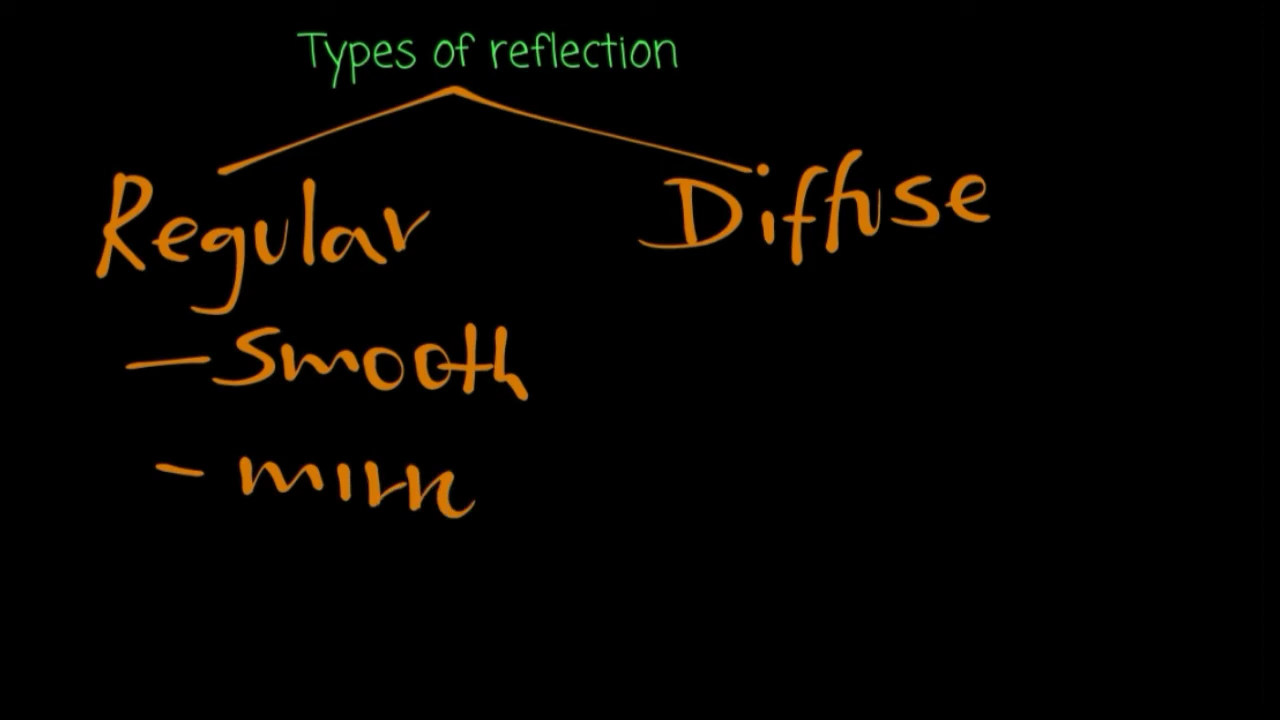 Types of reflection
Regular Diffuse
- Smooth
-